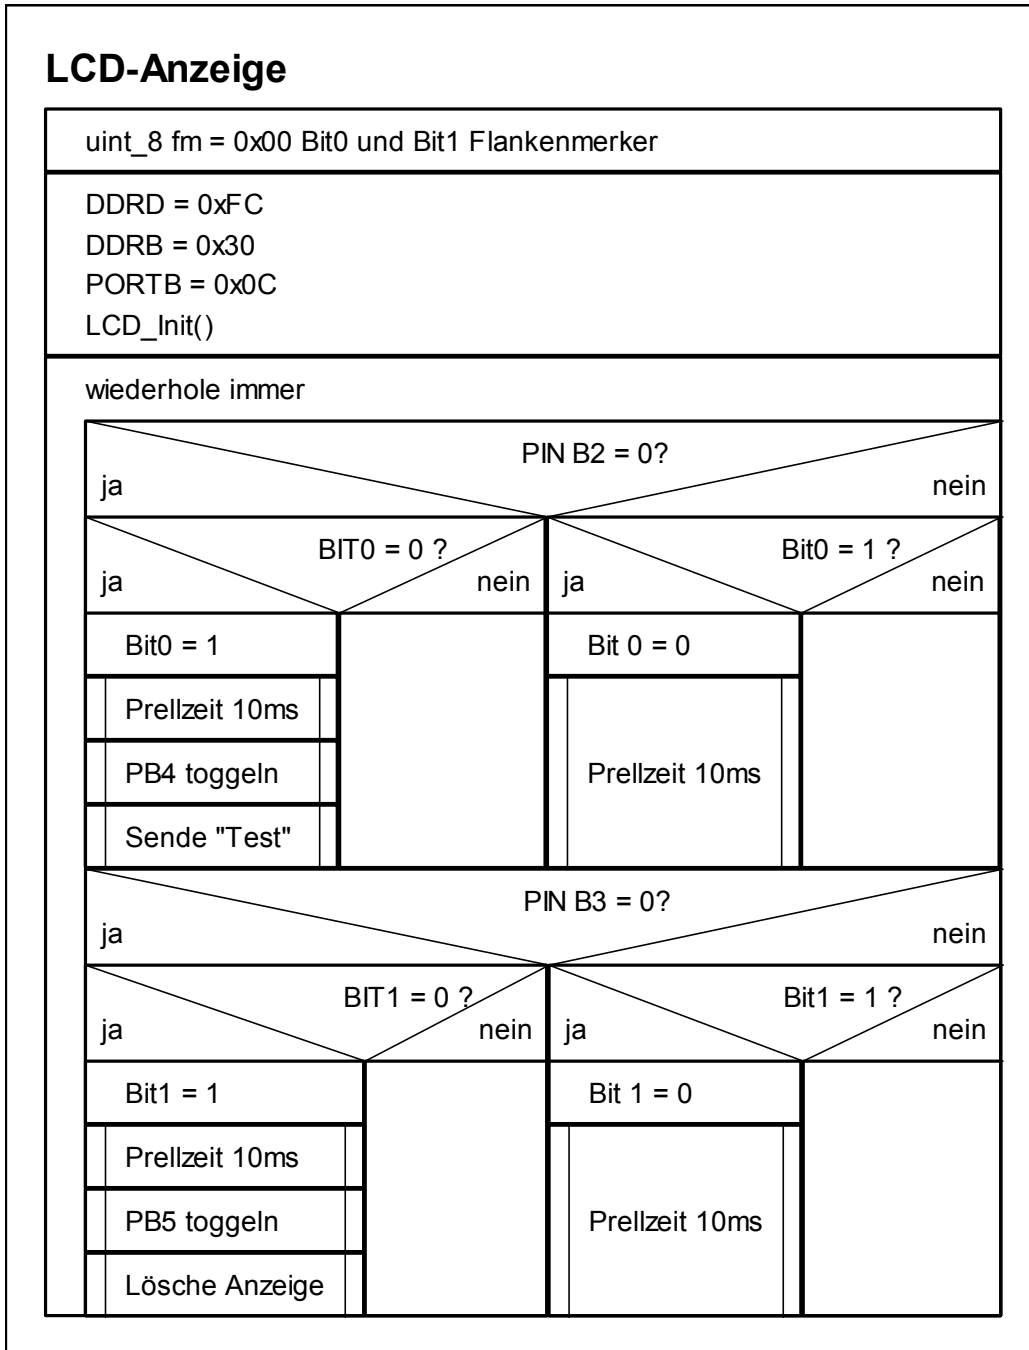 LCD-Anzeige
uint_8 fm = 0x00 Bit0 und Bit1 Flankenmerker
DDRD = 0xFC
DDRB = 0x30
PORTB = 0x0C
LCD_Init()
wiederhole immer
PIN B2 = 0?
ja nein
BIT0 = 0 ? Bit0 = 1 ?
ja nein ja nein
Bit0 = 1 Bit 0 = 0
Prellzeit 10ms
PB4 toggeln Prellzeit 10ms
Sende "Test"
PIN B3 = 0?
ja nein
BIT1 = 0 ? Bit1 = 1 ?
ja nein ja nein
Bit1 = 1 Bit 1 = 0
Prellzeit 10ms
PB5 toggeln Prellzeit 10ms
Lösche Anzeige